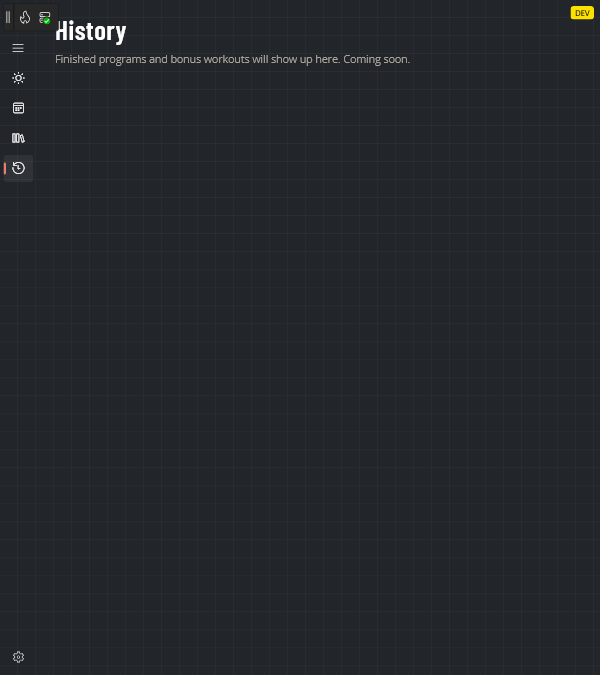 History
DEV
Finished programs and bonus workouts will show up here. Coming soon.